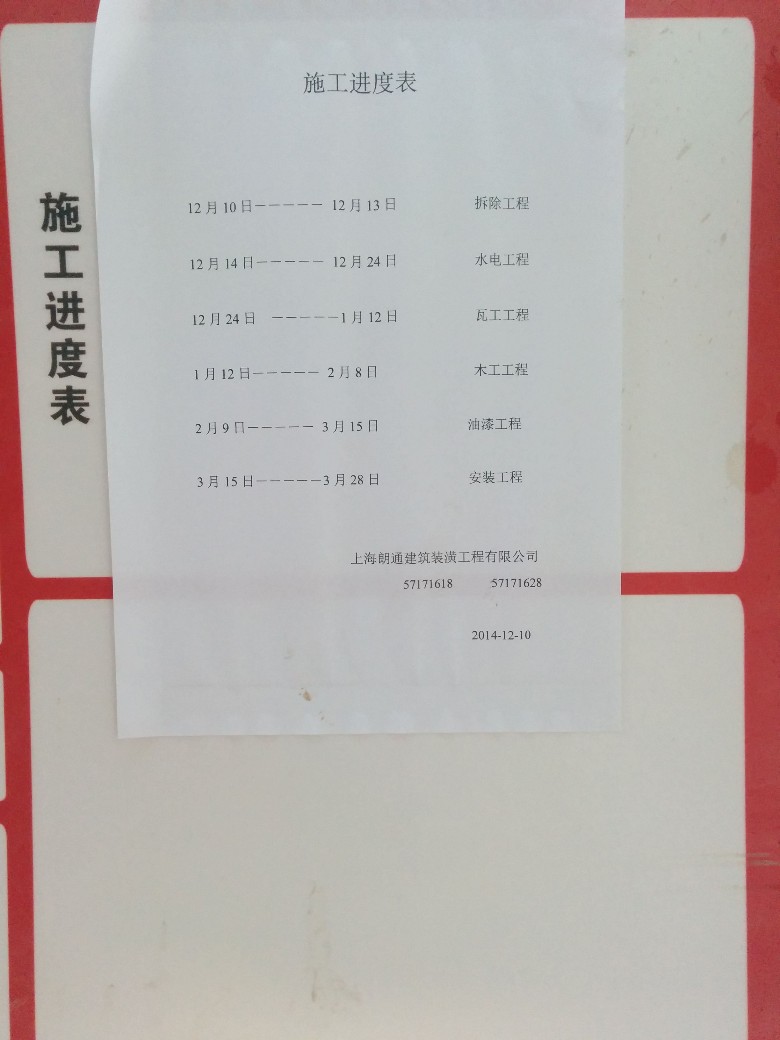 施工进度表
施工进度表
12月10日－－－－－ 12月13日 拆除工程
12月14日－－－－－ 12月24日 水电工程
12月24日 －－－－－1月12日 瓦工工程
1月12日－－－－－ 2月8日 木工工程
2月9日－－－－－ 3月15日 油漆工程
3月15日－－－－－3月28日 安装工程
上海朗通建筑装潢工程有限公司
57171618 57171628
2014-12-10